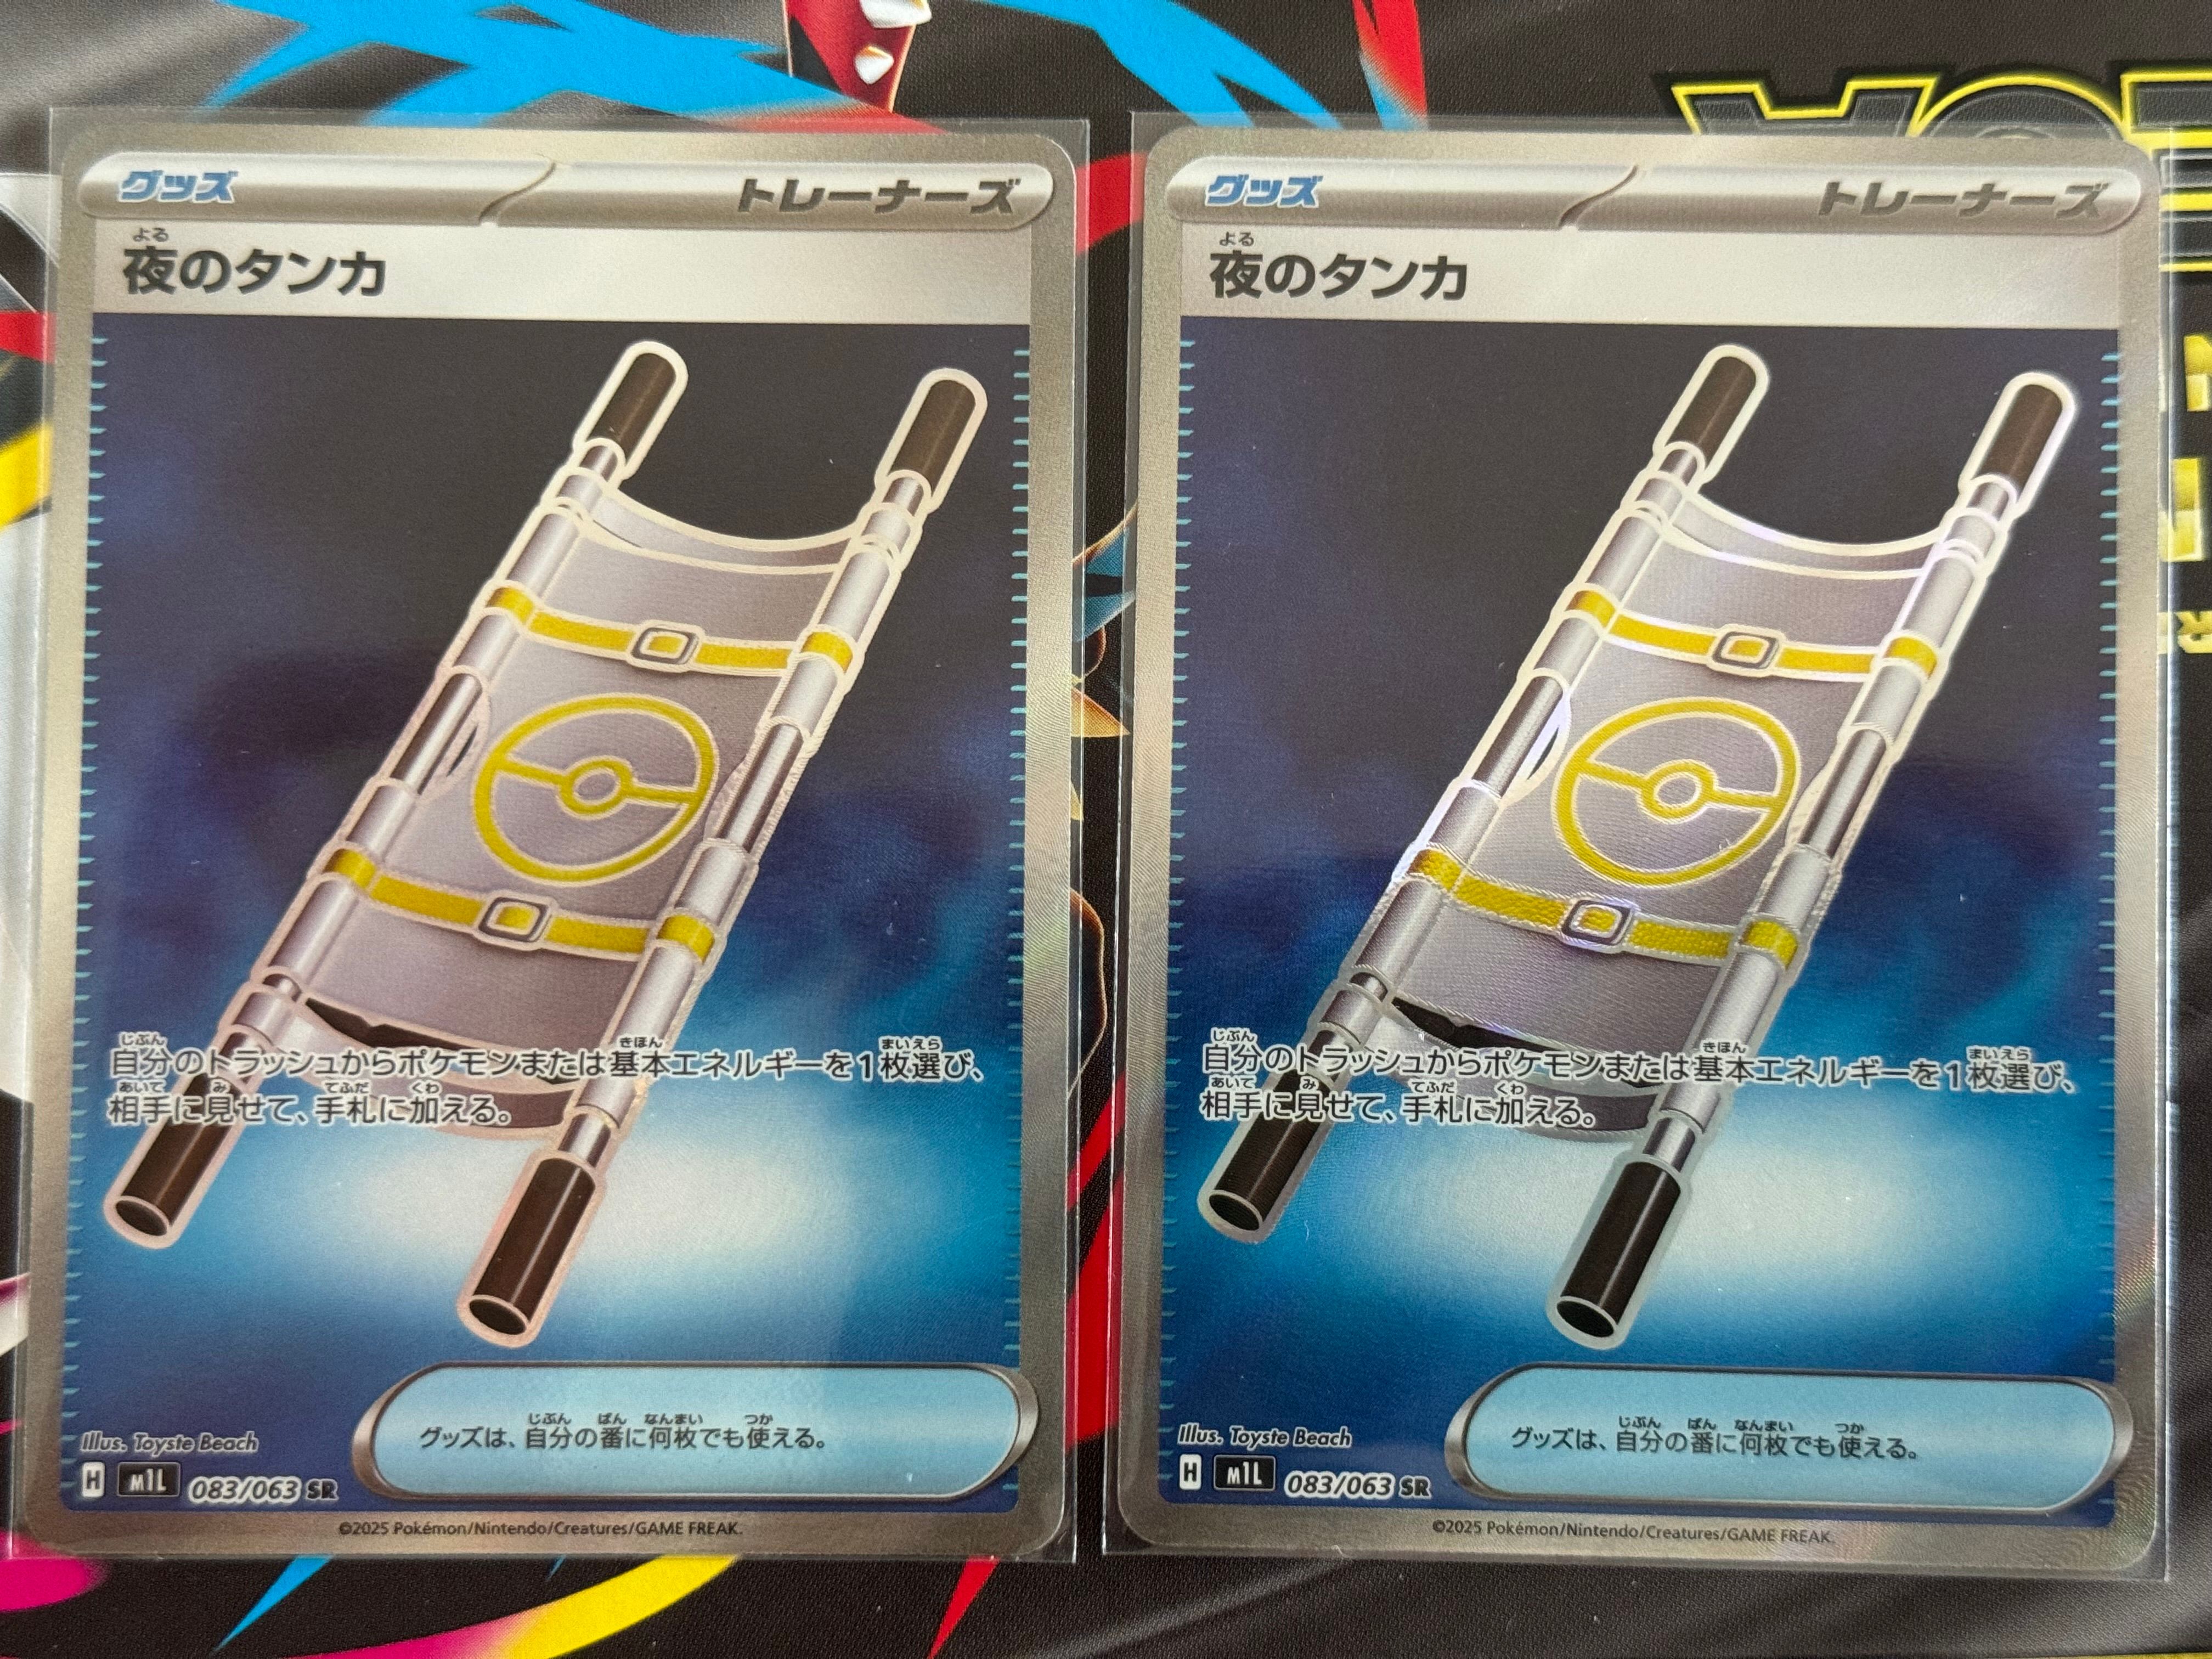 グッズ
トレーナーズ
よる
夜のタンカ
じぶん きほん まいえら
自分のトラッシュからポケモンまたは基本エネルギーを1枚選び、
あいて み てふだ くわ
相手に見せて、手札に加える。
じぶん ばん なんまい つか
グッズは、自分の番に何枚でも使える。
Illus. Toyste Beach
H M1L 083/063 SR
©2025 Pokémon/Nintendo/Creatures/GAME FREAK.
グッズ
トレーナーズ
よる
夜のタンカ
じぶん きほん まいえら
自分のトラッシュからポケモンまたは基本エネルギーを1枚選び、
あいて み てふだ くわ
相手に見せて、手札に加える。
じぶん ばん なんまい つか
グッズは、自分の番に何枚でも使える。
Illus. Toyste Beach
H M1L 083/063 SR
©2025 Pokémon/Nintendo/Creatures/GAME FREAK.